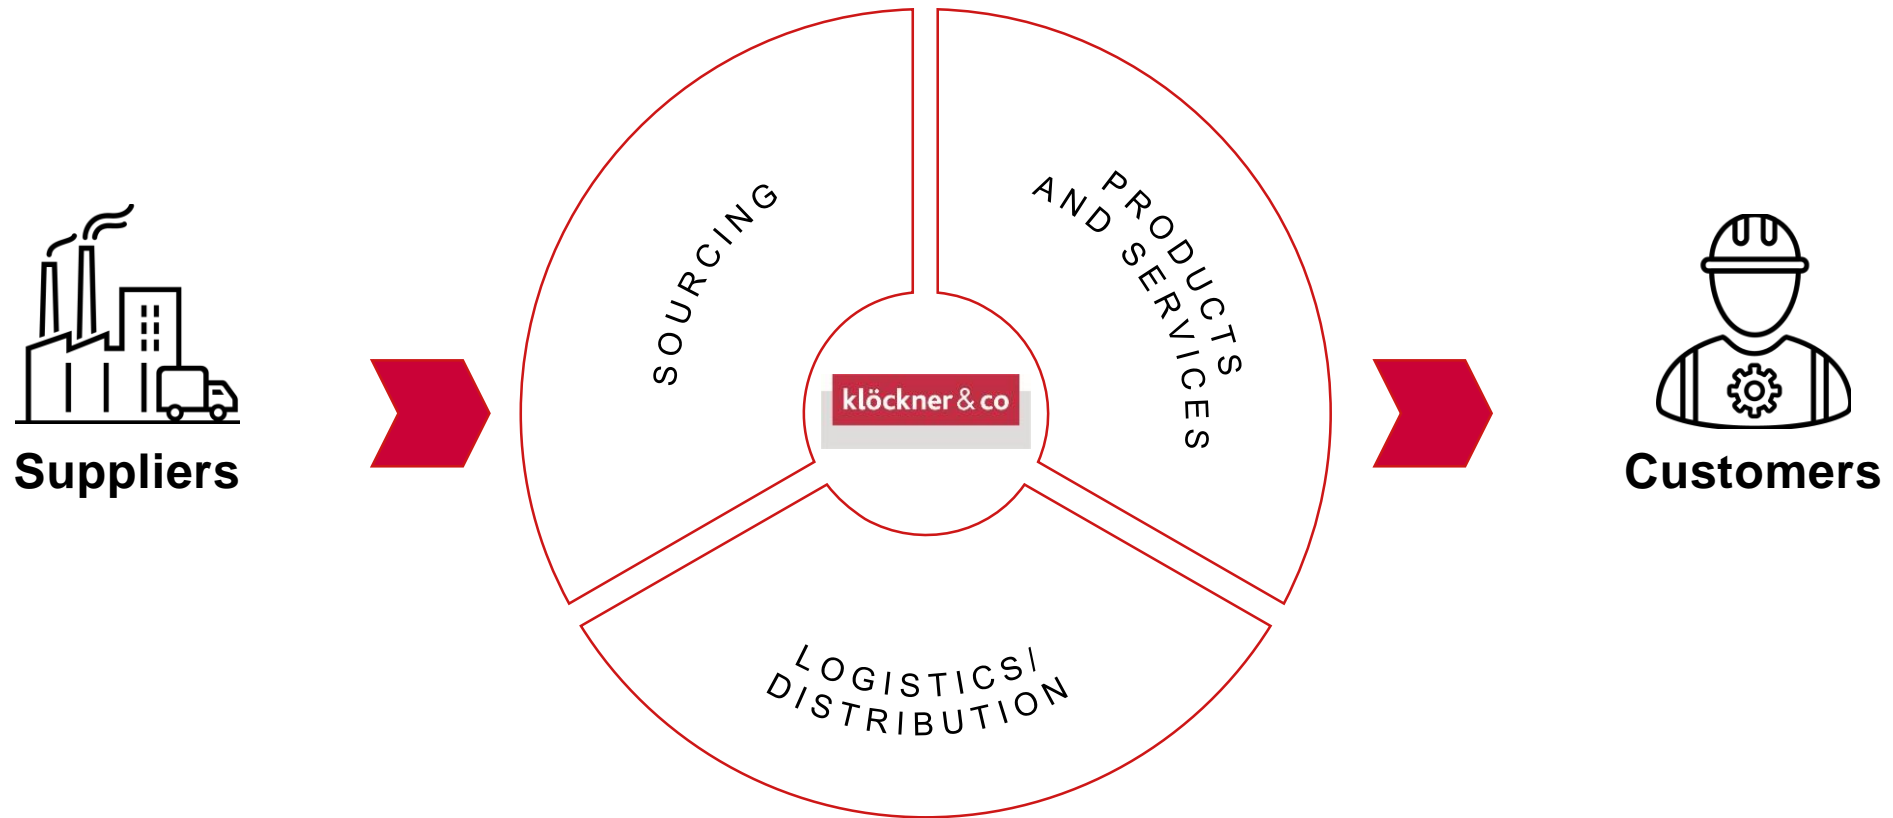 Suppliers
SOURCING
klöckner & co
PRODUCTS
AND SERVICES
LOGISTICS/
DISTRIBUTION
Customers